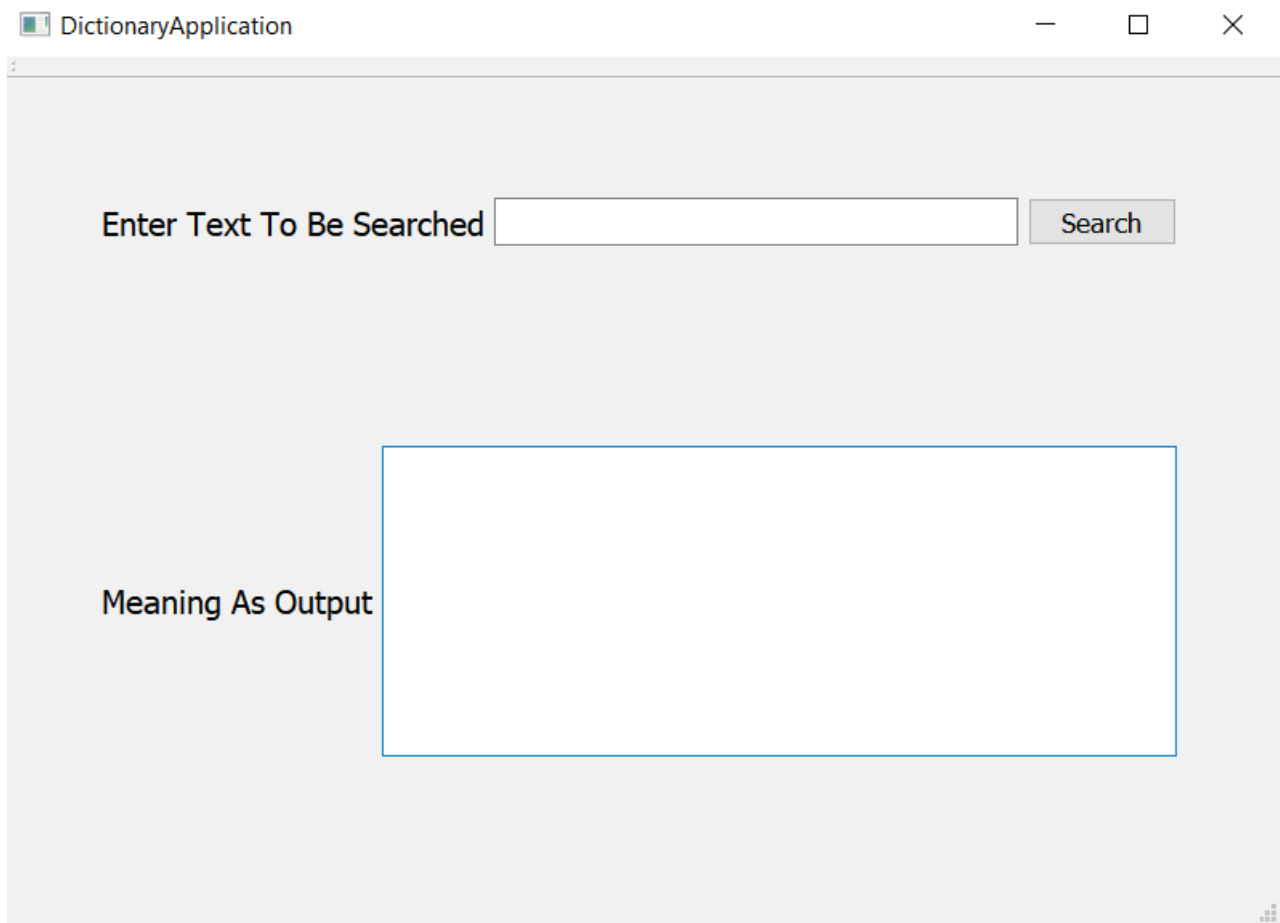 DictionaryApplication
Enter Text To Be Searched Search
Meaning As Output